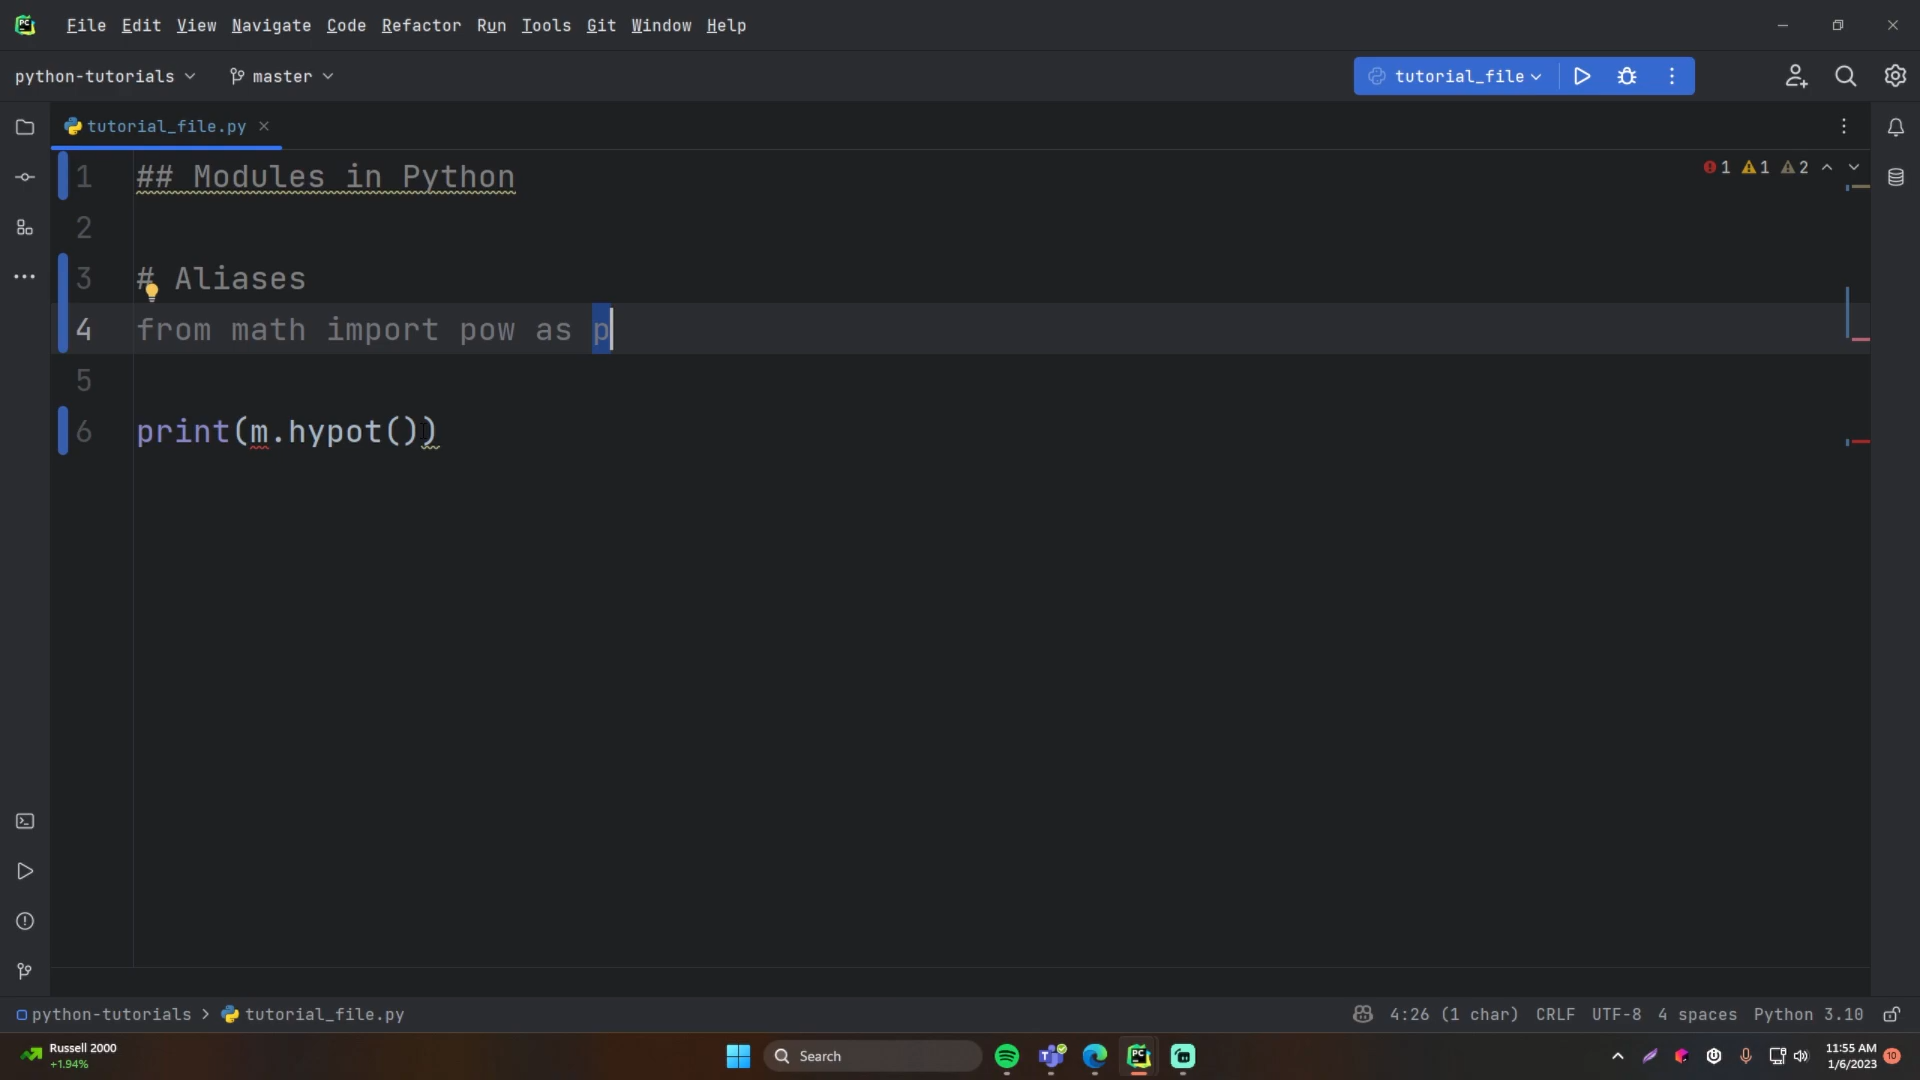 File Edit View Navigate Code Refactor Run Tools Git Window Help
python-tutorials master tutorial_file
tutorial_file.py
1 ## Modules in Python
1 1 2
2
3 # Aliases
4 from math import pow as p
5
6 print(m.hypot())
python-tutorials > tutorial_file.py
4:26 (1 char) CRLF UTF-8 4 spaces Python 3.10
Russell 2000
+1.94%
Search
11:55 AM
1/6/2023
10